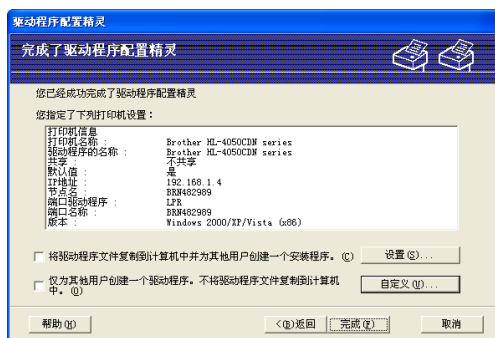 驱动程序配置精灵
完成了驱动程序配置精灵
您已经成功完成了驱动程序配置精灵
您指定了下列打印机设置：
打印机信息
打印机名称 : Brother HL-4050CDN series
驱动程序的名称 : Brother HL-4050CDN series
共享 : 不共享
默认值 : 是
IP地址 : 192.168.1.4
节点名 : BRN482989
端口驱动程序 : LPR
端口名称 : BRN482989
版本 : Windows 2000/XP/Vista (x86)
将驱动程序文件复制到计算机中并为其他用户创建一个安装程序。(C) 设置(S)...
仅为其他用户创建一个驱动程序。不将驱动程序文件复制到计算机
中。(O) 自定义(U)...
帮助(H) <(B)返回 完成(F) 取消